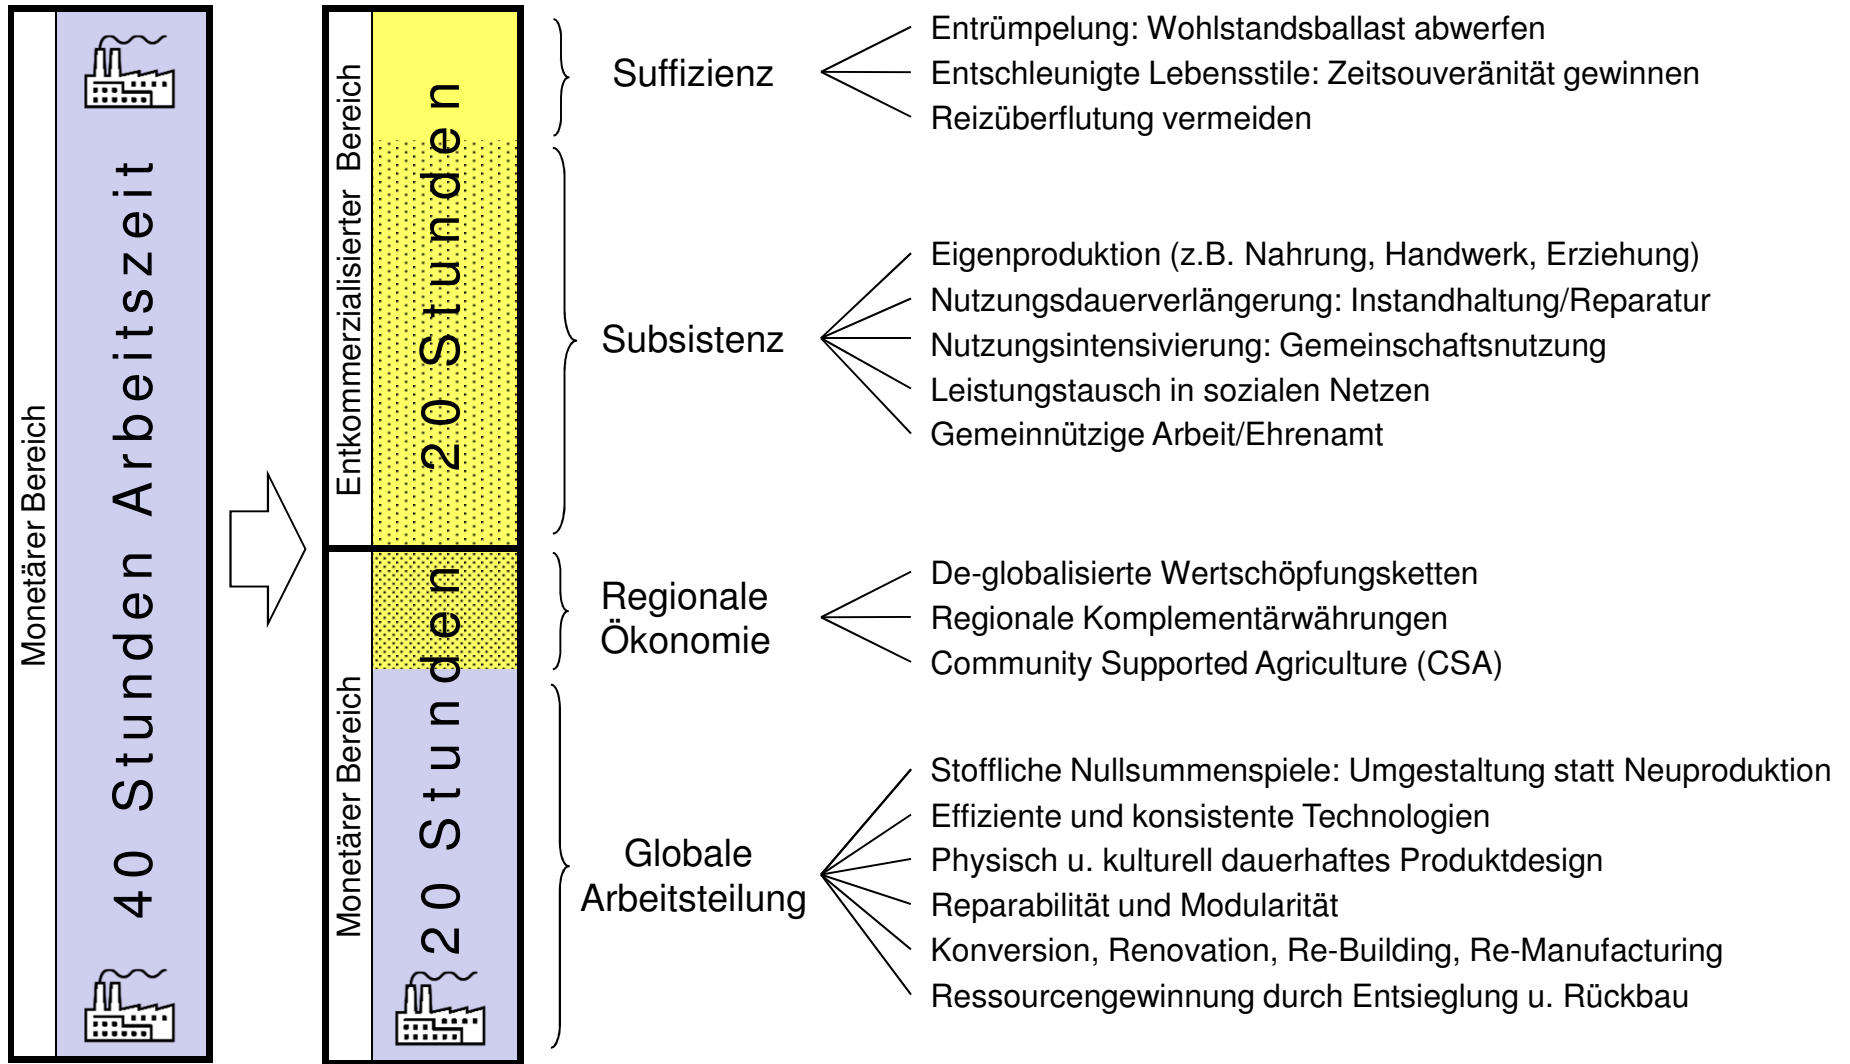 Monetärer Bereich
40 Stunden Arbeitszeit
Entkommerzialisierter Bereich
20 Stunden
Monetärer Bereich
20 Stunden
Suffizienz
Entrümpelung: Wohlstandsballast abwerfen
Entschleunigte Lebensstile: Zeitsouveränität gewinnen
Reizüberflutung vermeiden
Subsistenz
Eigenproduktion (z.B. Nahrung, Handwerk, Erziehung)
Nutzungsdauerverlängerung: Instandhaltung/Reparatur
Nutzungsintensivierung: Gemeinschaftsnutzung
Leistungstausch in sozialen Netzen
Gemeinnützige Arbeit/Ehrenamt
Regionale
Ökonomie
De-globalisierte Wertschöpfungsketten
Regionale Komplementärwährungen
Community Supported Agriculture (CSA)
Globale
Arbeitsteilung
Stoffliche Nullsummenspiele: Umgestaltung statt Neuproduktion
Effiziente und konsistente Technologien
Physisch u. kulturell dauerhaftes Produktdesign
Reparabilität und Modularität
Konversion, Renovation, Re-Building, Re-Manufacturing
Ressourcengewinnung durch Entsieglung u. Rückbau